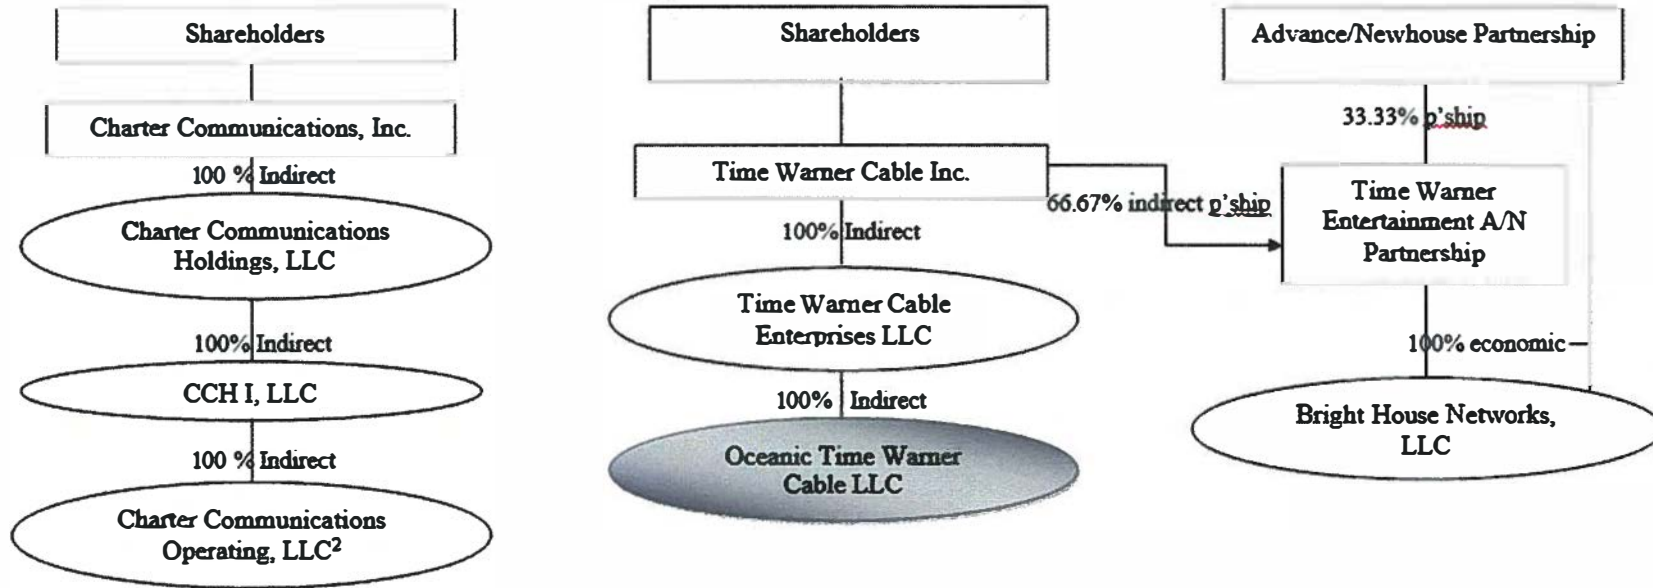 Shareholders
Charter Communications, Inc.
100 % Indirect
Charter Communications
Holdings, LLC
100% Indirect
CCH I, LLC
100 % Indirect
Charter Communications
Operating, LLC²
Shareholders
Time Warner Cable Inc.
66.67% indirect p'ship
100% Indirect
Time Warner Cable
Enterprises LLC
100% Indirect
Oceanic Time Warner
Cable LLC
Advance/Newhouse Partnership
33.33% p'ship
Time Warner
Entertainment A/N
Partnership
100% economic
Bright House Networks,
LLC